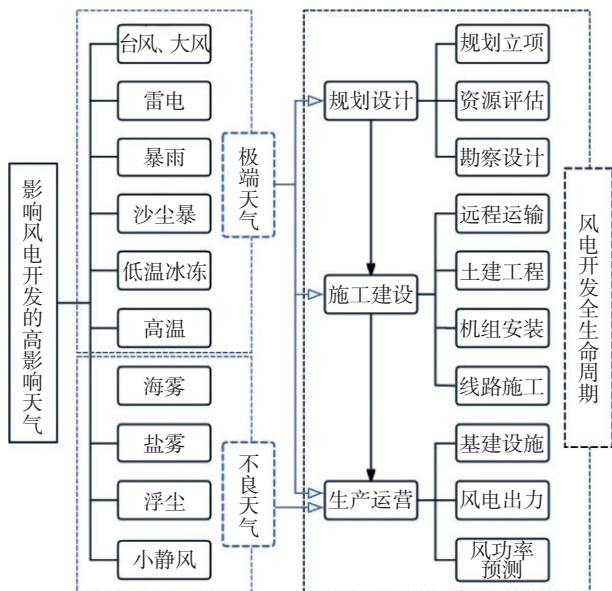 影响风电开发的高影响天气
台风、大风
雷电
暴雨
沙尘暴
低温冰冻
高温
海雾
盐雾
浮尘
小静风
极端天气
不良天气
规划设计
施工建设
生产运营
规划立项
资源评估
勘察设计
远程运输
土建工程
机组安装
线路施工
基建设施
风电出力
风功率
预测
风电开发全生命周期